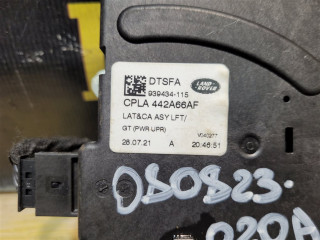 DTSFA
939434-115
LAND ROVER
CPLA 442A66AF
LAT&CA ASY LFT/
GT (PWR UPR)
V040277
28.07.21 A 20:46:51
080823.
020A